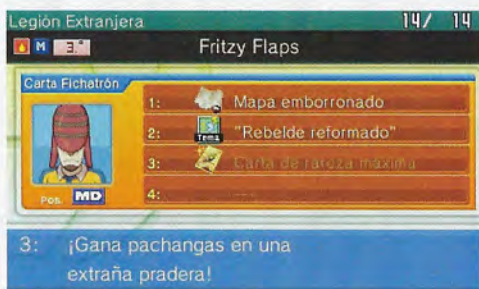 Legión Extranjera 14/ 14
M 3.° Fritzy Flaps
Carta Fichatrón
1: Mapa emborronado
2: Tema "Rebelde reformado"
3: Carta de rareza máxima
4: ---
Pos. MD
3: ¡Gana pachangas en una
extraña pradera!